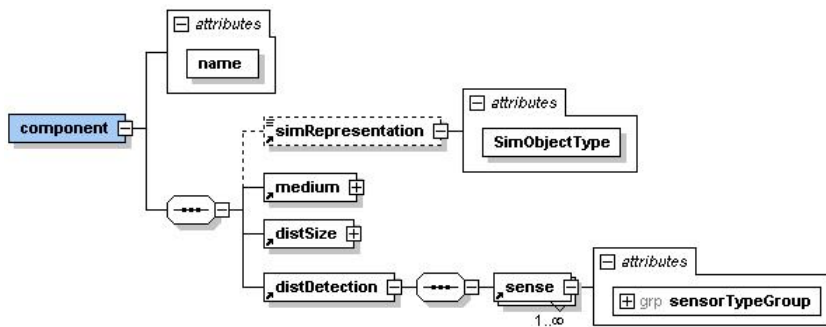 attributes
name
component
simRepresentation
attributes
SimObjectType
medium
distSize
distDetection
sense
1..∞
attributes
grp sensorTypeGroup